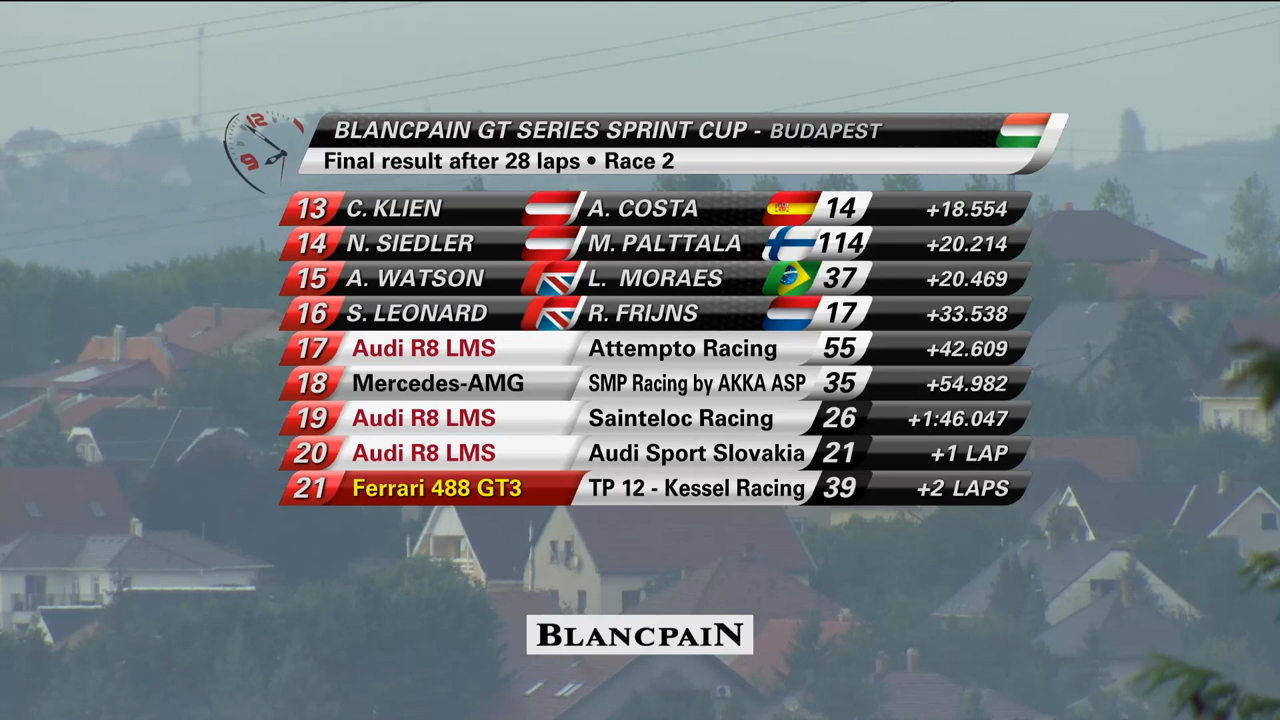 BLANCPAIN GT SERIES SPRINT CUP - BUDAPEST
Final result after 28 laps • Race 2
13 C. KLIEN A. COSTA 14 +18.554
14 N. SIEDLER M. PALTTALA 114 +20.214
15 A. WATSON L. MORAES 37 +20.469
16 S. LEONARD R. FRIJNS 17 +33.538
17 Audi R8 LMS Attempto Racing 55 +42.609
18 Mercedes-AMG SMP Racing by AKKA ASP 35 +54.982
19 Audi R8 LMS Sainteloc Racing 26 +1:46.047
20 Audi R8 LMS Audi Sport Slovakia 21 +1 LAP
21 Ferrari 488 GT3 TP 12 - Kessel Racing 39 +2 LAPS
BLANCPAIN